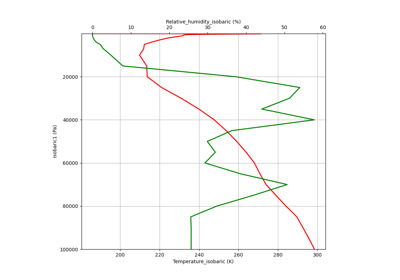 Relative_humidity_isobaric (%)
0 10 20 30 40 50 60
20000
40000
60000
80000
100000
isobaric1 (Pa)
200 220 240 260 280 300
Temperature_isobaric (K)